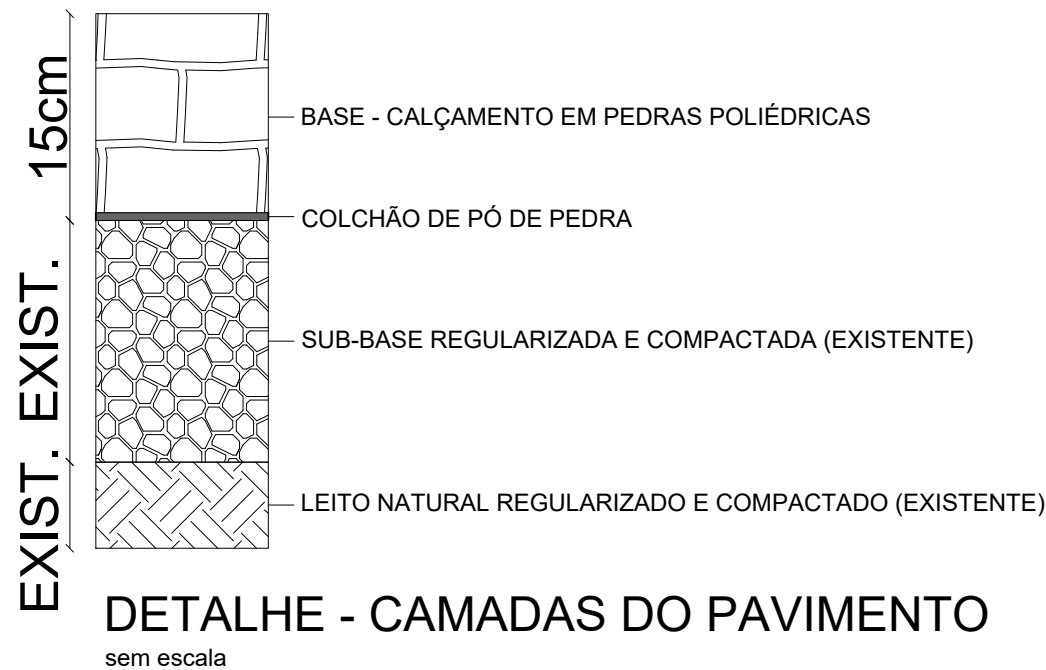 15cm
BASE - CALÇAMENTO EM PEDRAS POLIÉDRICAS
COLCHÃO DE PÓ DE PEDRA
EXIST.
SUB-BASE REGULARIZADA E COMPACTADA (EXISTENTE)
EXIST.
LEITO NATURAL REGULARIZADO E COMPACTADO (EXISTENTE)
DETALHE - CAMADAS DO PAVIMENTO
sem escala